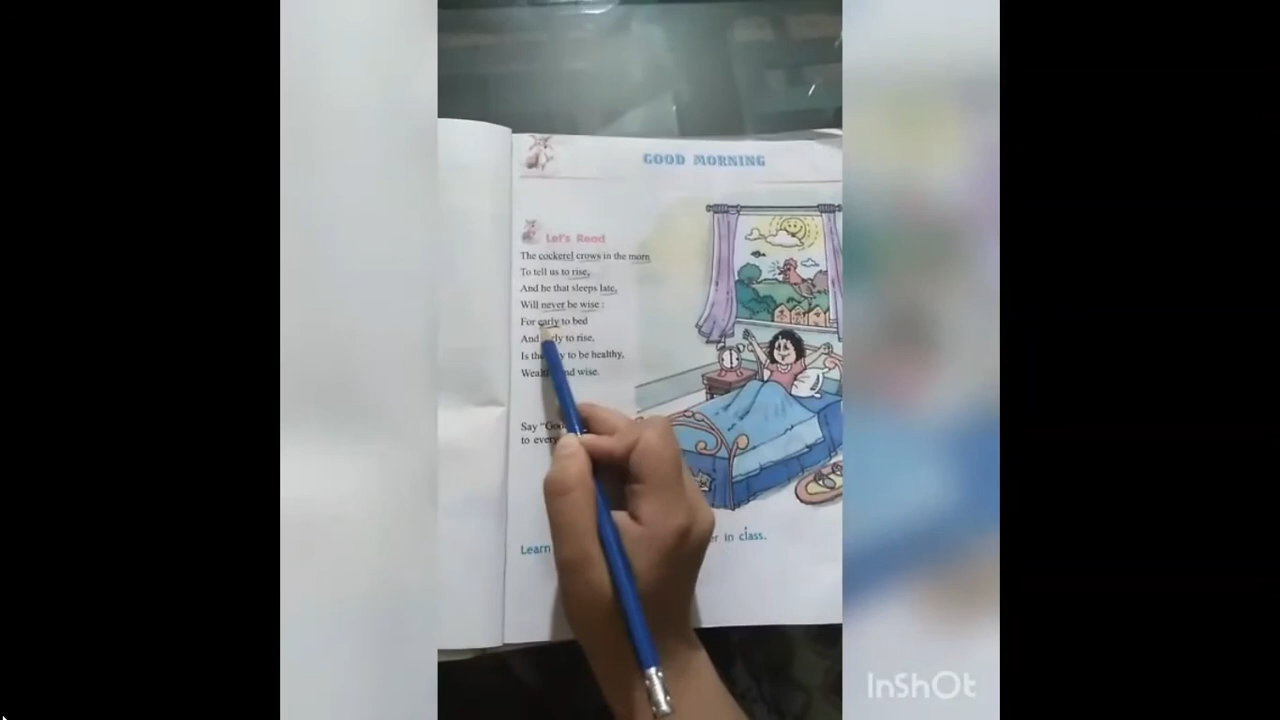 GOOD MORNING
Let's Read
The cockerel crows in the morn
To tell us to rise,
And he that sleeps late,
Will never be wise :
For early to bed
And to rise,
Is to be healthy,
and wise.
Say
to
Learn in class.
InShOt